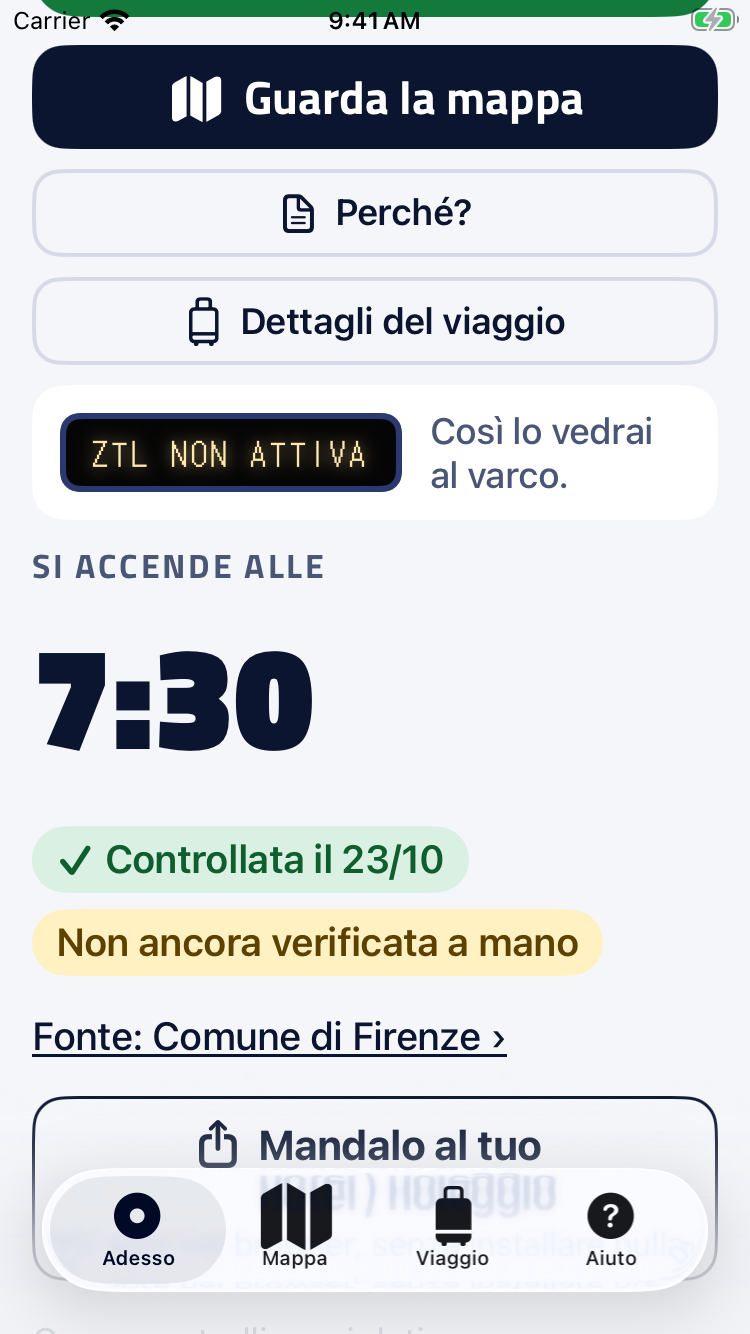 Carrier 9:41 AM
Guarda la mappa
Perché?
Dettagli del viaggio
ZTL NON ATTIVA
Così lo vedrai
al varco.
SI ACCENDE ALLE
7:30
Controllata il 23/10
Non ancora verificata a mano
Fonte: Comune di Firenze ›
Mandalo al tuo
Adesso Mappa Viaggio Aiuto